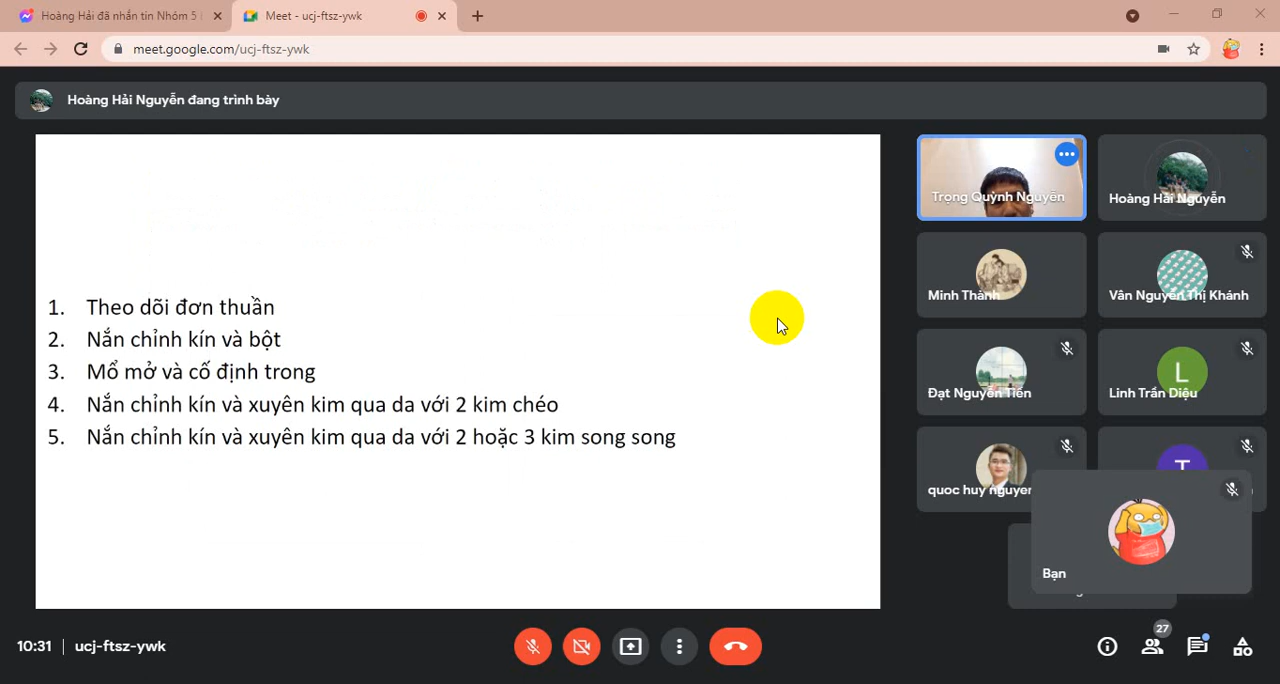 Hoàng Hải đã nhắn tin Nhóm 5
Meet - ucj-ftsz-ywk
meet.google.com/ucj-ftsz-ywk
Hoàng Hải Nguyễn đang trình bày
1. Theo dõi đơn thuần
2. Nắn chỉnh kín và bột
3. Mổ mở và cố định trong
4. Nắn chỉnh kín và xuyên kim qua da với 2 kim chéo
5. Nắn chỉnh kín và xuyên kim qua da với 2 hoặc 3 kim song song
Trọng Quỳnh Nguyễn
Hoàng Hải Nguyễn
Minh Thành
Vân Nguyễn Thị Khánh
Đạt Nguyễn Tiến
L
Linh Trần Diệu
quoc huy nguyen
T
Bạn
10:31
ucj-ftsz-ywk
27